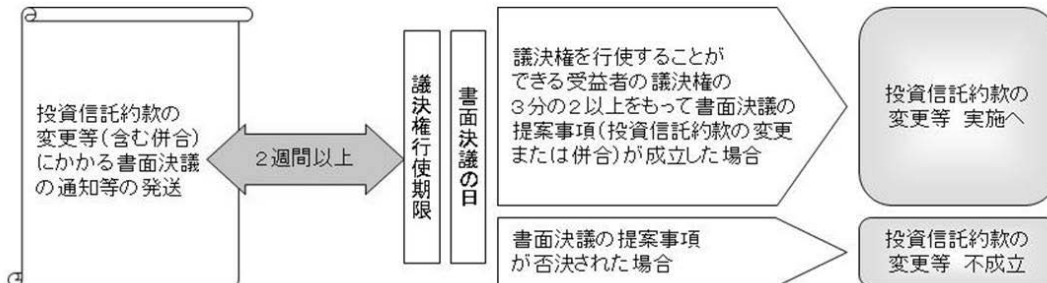 投資信託約款の
変更等(含む併合)
にかかる書面決議
の通知等の発送
2週間以上
議決権行使期限
書面決議の日
議決権を行使することが
できる受益者の議決権の
3分の2以上をもって書面決議の
提案事項(投資信託約款の変更
または併合)が成立した場合
投資信託約款の
変更等 実施へ
書面決議の提案事項
が否決された場合
投資信託約款の
変更等 不成立